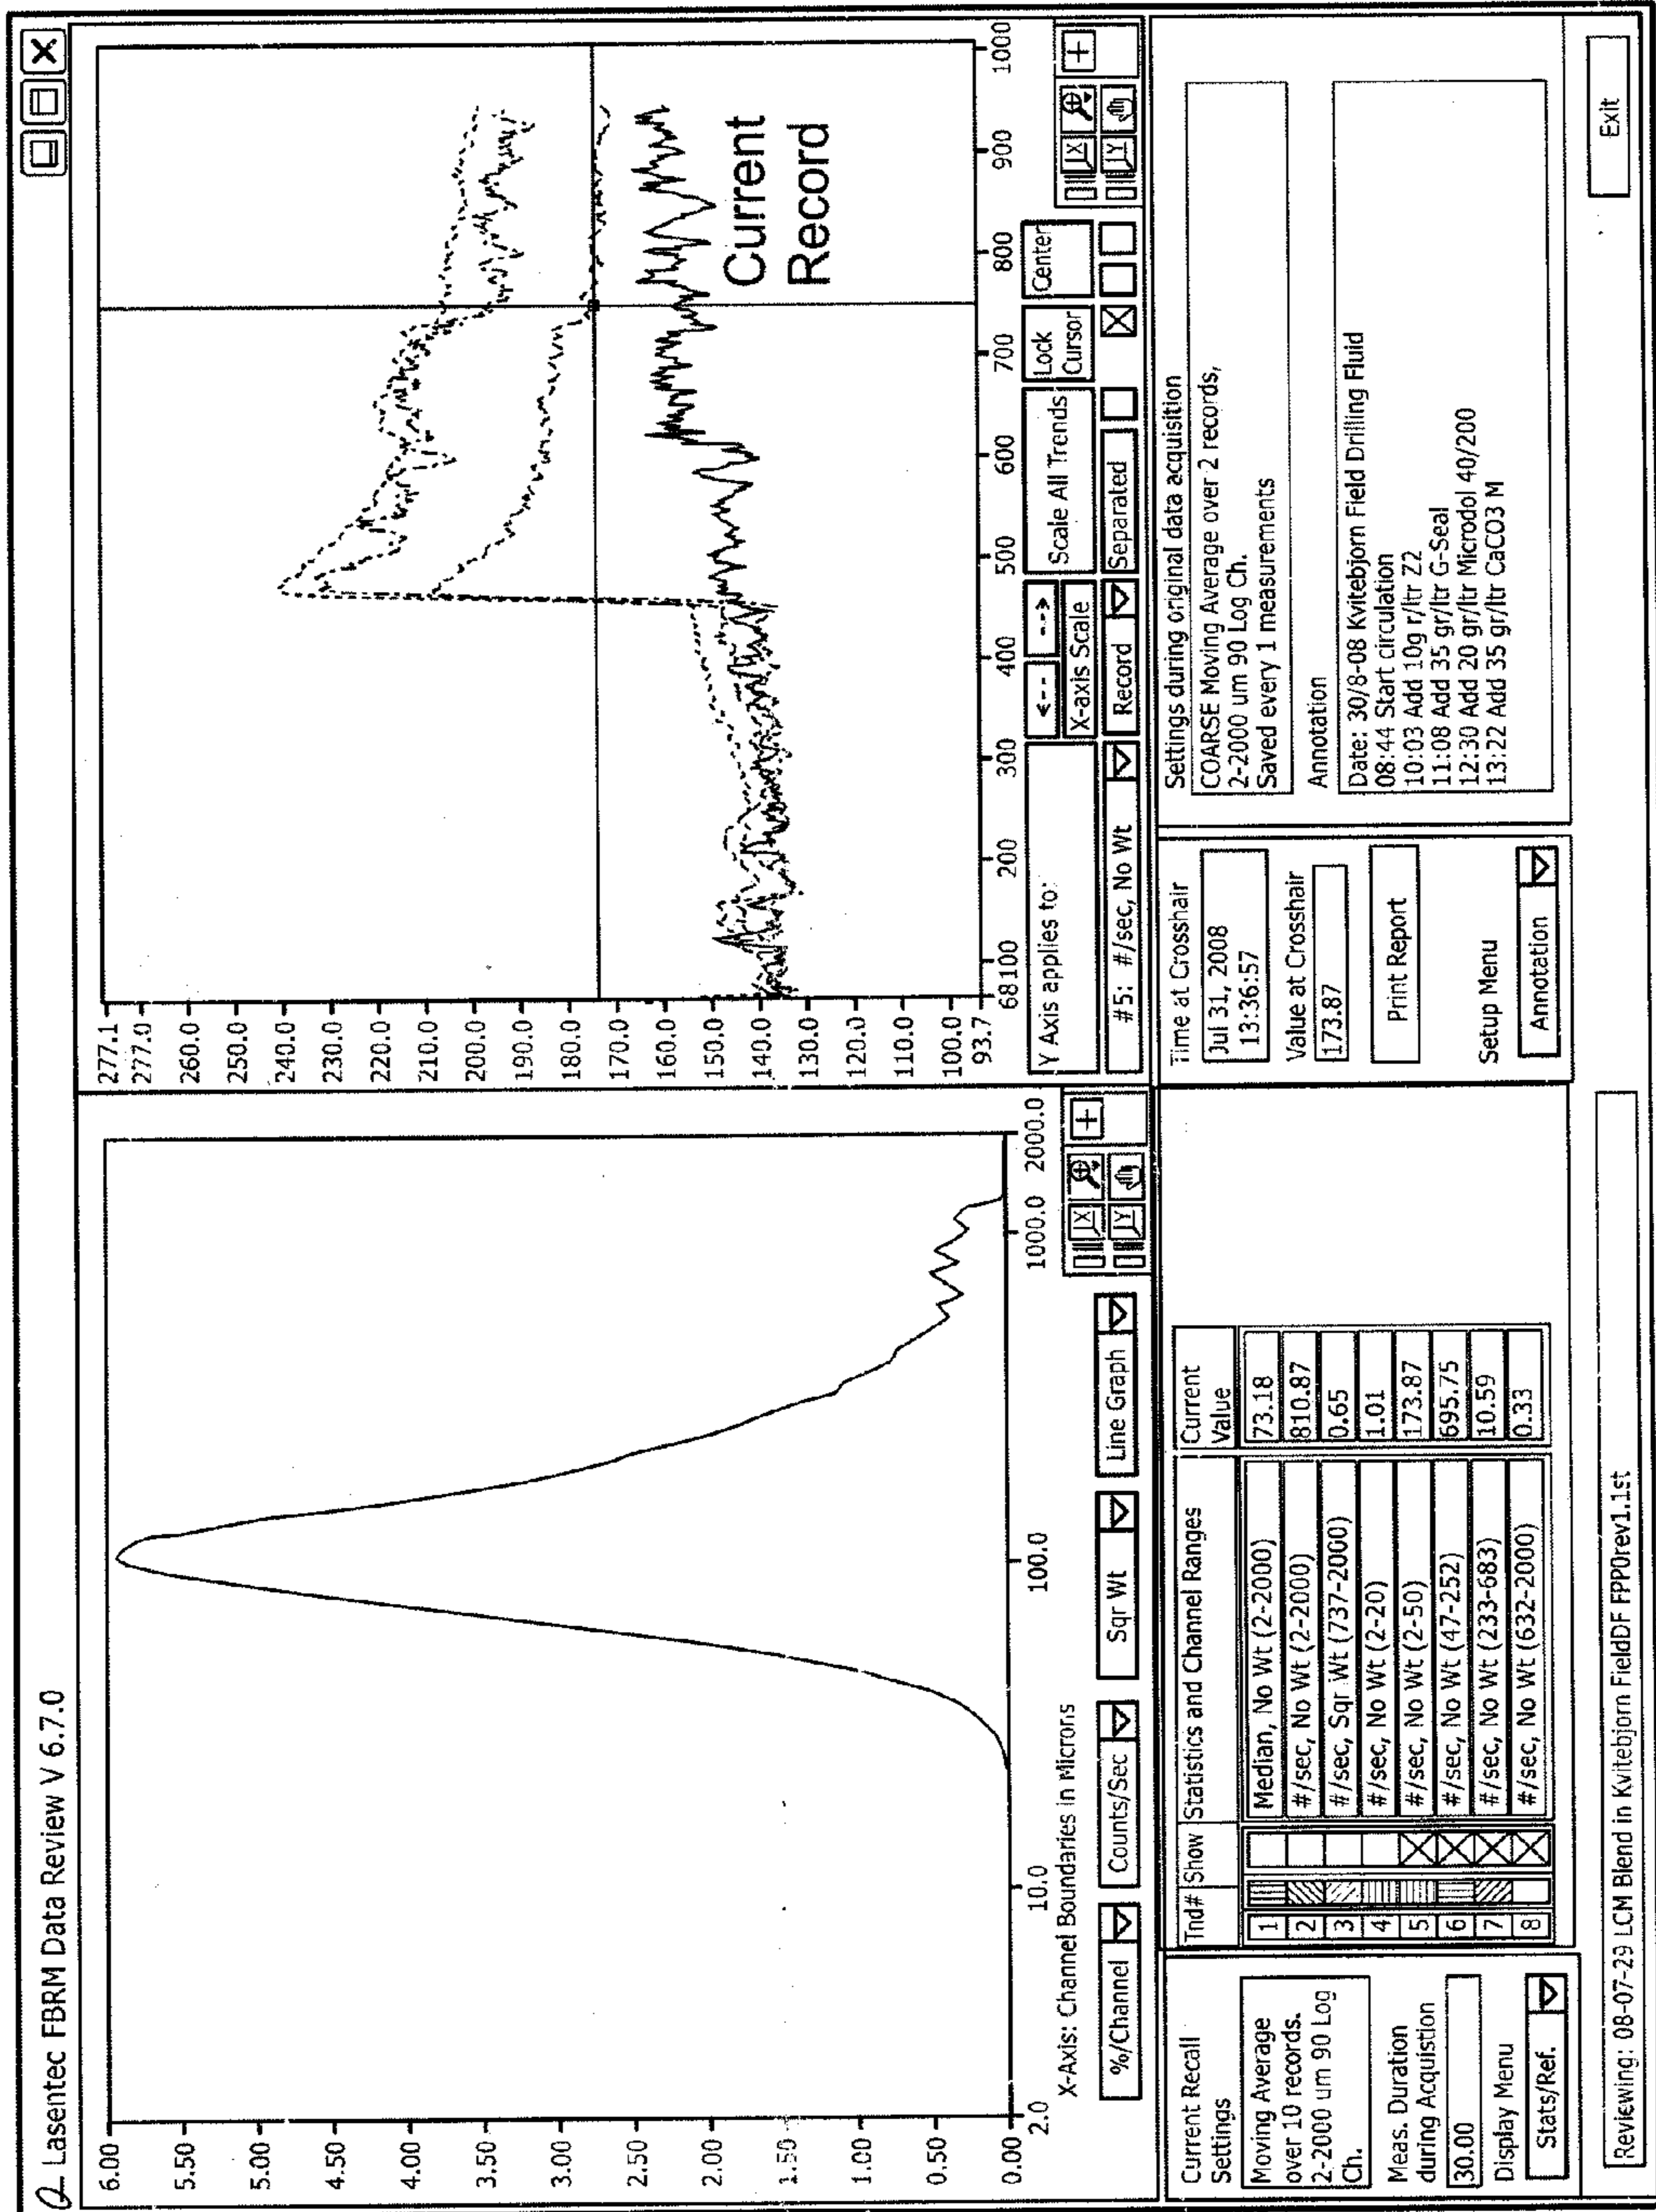 Lasentec FBRM Data Review V 6.7.0
6.00
5.50
5.00
4.50
4.00
3.50
3.00
2.50
2.00
1.50
1.00
0.50
0.00
2.0 10.0 100.0 1000.0 2000.0
X-Axis: Channel Boundaries in Microns
%/Channel Counts/Sec Sqr Wt Line Graph
X
Y
277.1
277.0
260.0
250.0
240.0
230.0
220.0
210.0
200.0
190.0
180.0
170.0
160.0
150.0
140.0
130.0
120.0
110.0
100.0
93.7
68100 200 300 400 500 600 700 800 900 1000
Current
Record
Y Axis applies to:
<--- --->
X-axis Scale
Scale All Trends
Lock
Cursor
Center
#5: #/sec, No Wt Record Separated
X
Y
Current Recall
Settings
Moving Average
over 10 records.
2-2000 um 90 Log
Ch.
Meas. Duration
during Acquistion
30.00
Display Menu
Stats/Ref.
Tnd# Show Statistics and Channel Ranges Current
Value
1 Median, No Wt (2-2000) 73.18
2 #/sec, No Wt (2-2000) 810.87
3 #/sec, Sqr Wt (737-2000) 0.65
4 #/sec, No Wt (2-20) 1.01
5 #/sec, No Wt (2-50) 173.87
6 #/sec, No Wt (47-252) 695.75
7 #/sec, No Wt (233-683) 10.59
8 #/sec, No Wt (632-2000) 0.33
Time at Crosshair
Jul 31, 2008
13:36:57
Value at Crosshair
173.87
Print Report
Setup Menu
Annotation
Settings during original data acquisition
COARSE Moving Average over 2 records,
2-2000 um 90 Log Ch.
Saved every 1 measurements
Annotation
Date: 30/8-08 Kvitebjorn Field Drilling Fluid
08:44 Start circulation
10:03 Add 10g r/ltr Z2
11:08 Add 35 gr/ltr G-Seal
12:30 Add 20 gr/ltr Microdol 40/200
13:22 Add 35 gr/ltr CaCO3 M
Reviewing: 08-07-29 LCM Blend in Kvitebjorn FieldDF FPP0rev1.1st
Exit